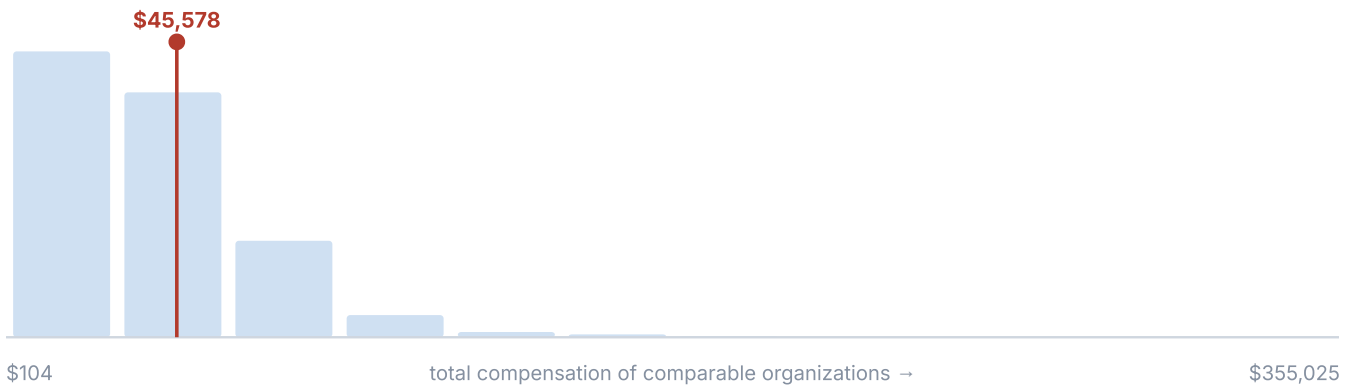 $45,578
$104
total compensation of comparable organizations →
$355,025